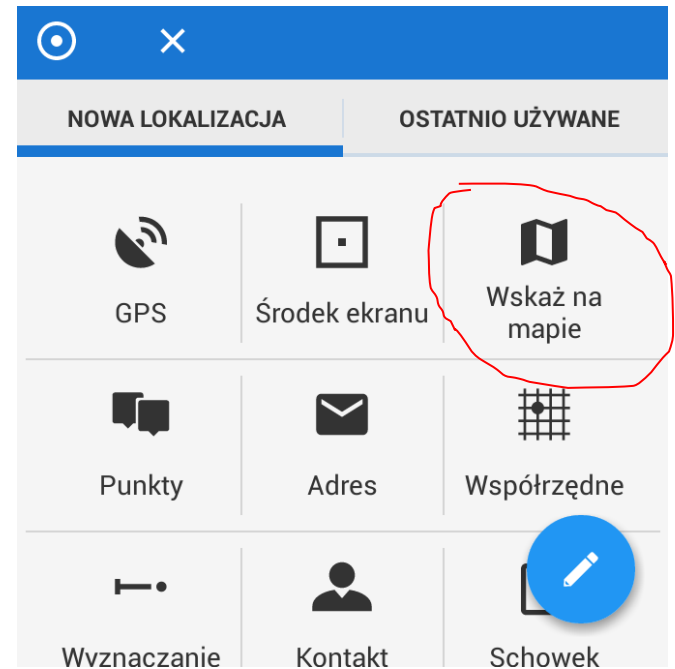 NOWA LOKALIZACJA
OSTATNIO UŻYWANE
GPS
Środek ekranu
Wskaż na
mapie
Punkty
Adres
Współrzędne
Wyznaczanie
Kontakt
Schowek